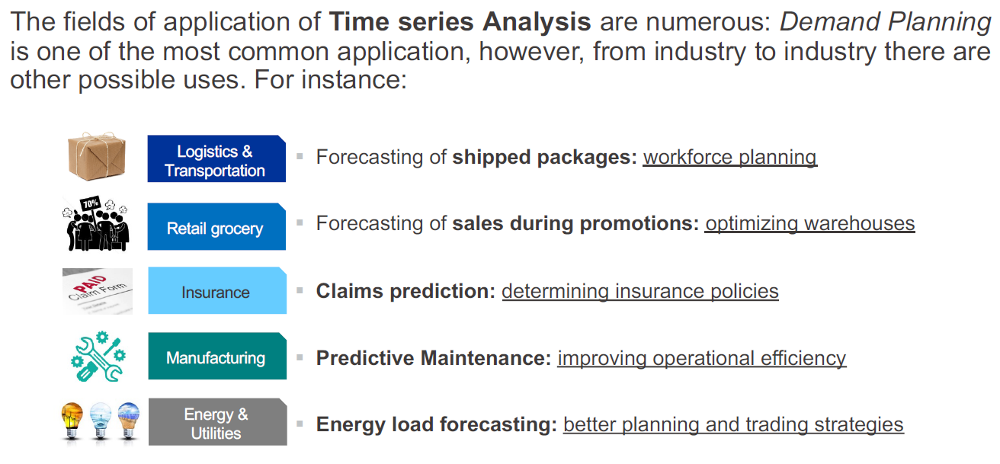 The fields of application of Time series Analysis are numerous: Demand Planning
is one of the most common application, however, from industry to industry there are
other possible uses. For instance:
Logistics &
Transportation
▪ Forecasting of shipped packages: workforce planning
70%
Retail grocery
▪ Forecasting of sales during promotions: optimizing warehouses
PAID
Claim Form
Insurance
▪ Claims prediction: determining insurance policies
Manufacturing
▪ Predictive Maintenance: improving operational efficiency
Energy &
Utilities
▪ Energy load forecasting: better planning and trading strategies